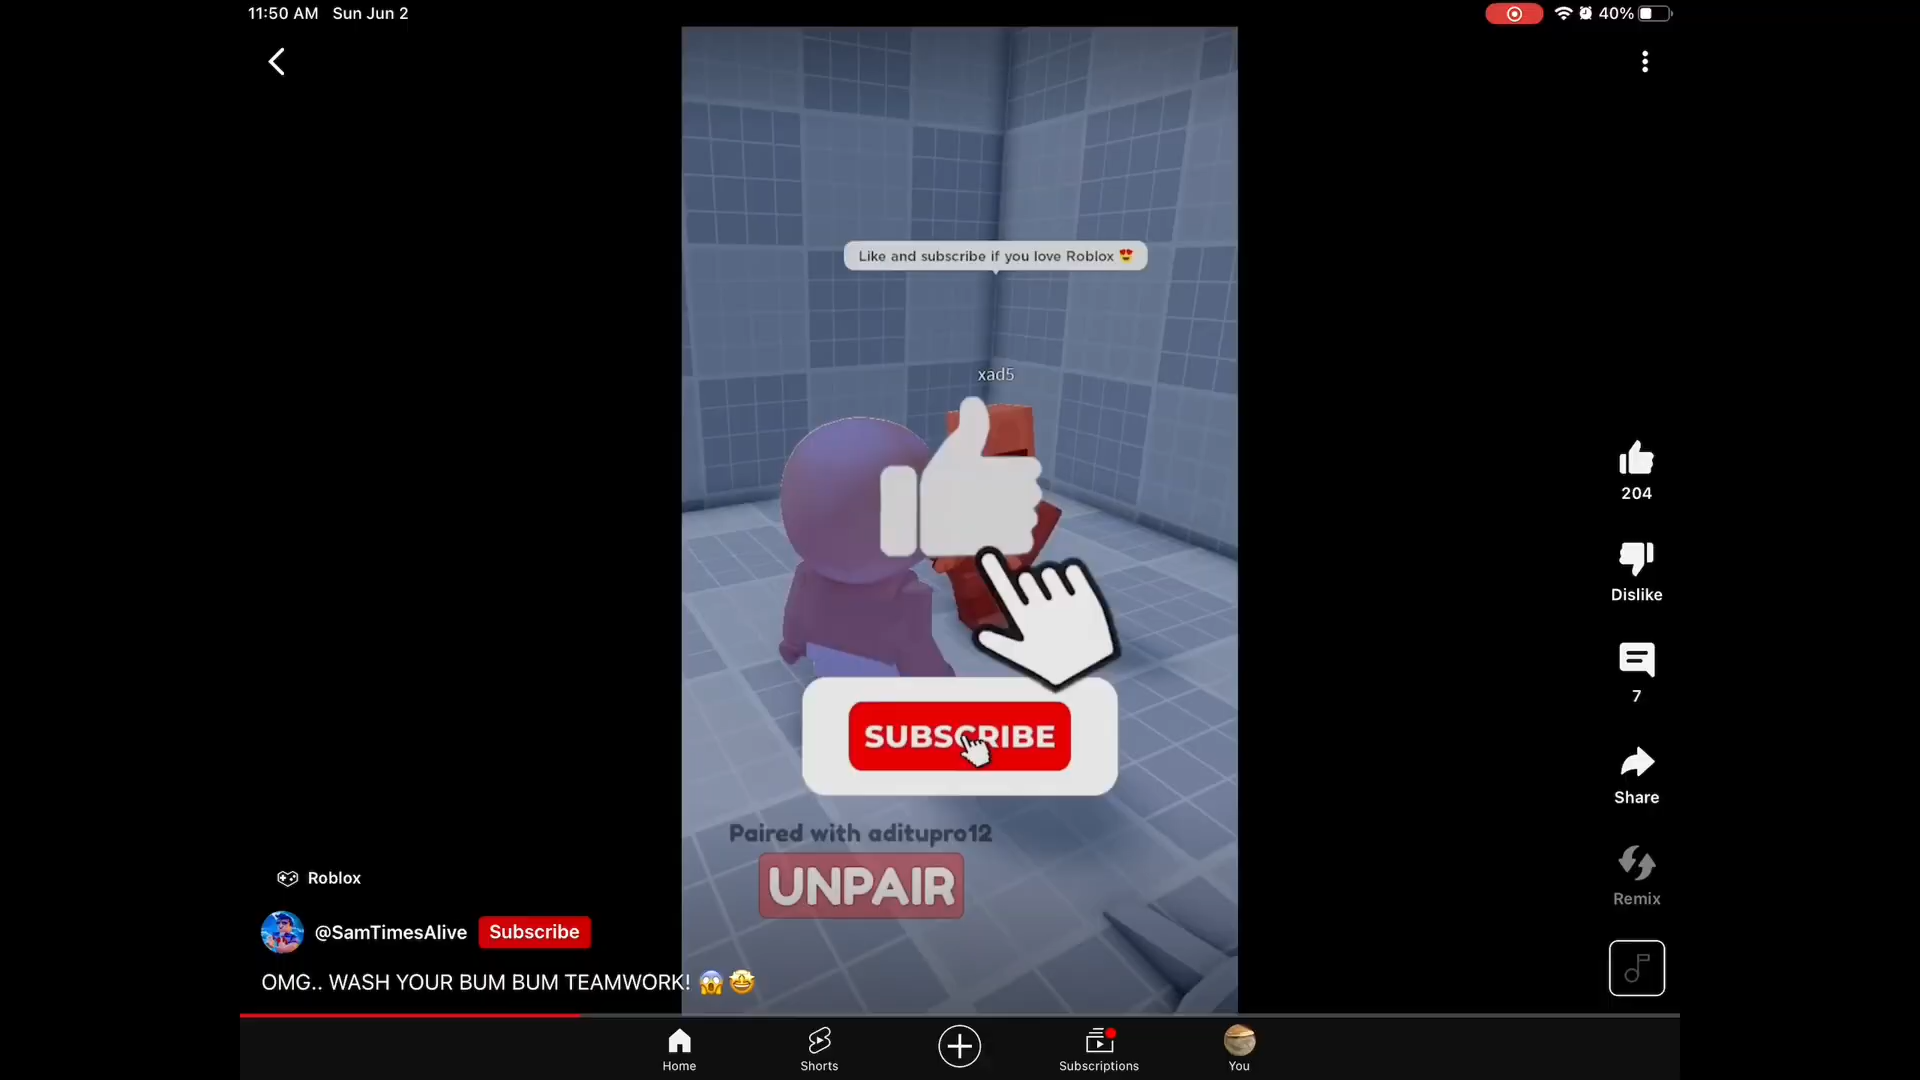 11:50 AM Sun Jun 2
40%
Like and subscribe if you love Roblox 😍
xad5
SUBSCRIBE
Paired with aditupro12
UNPAIR
204
Dislike
7
Share
Remix
Roblox
@SamTimesAlive Subscribe
OMG.. WASH YOUR BUM BUM TEAMWORK! 😱🤩
Home Shorts Subscriptions You